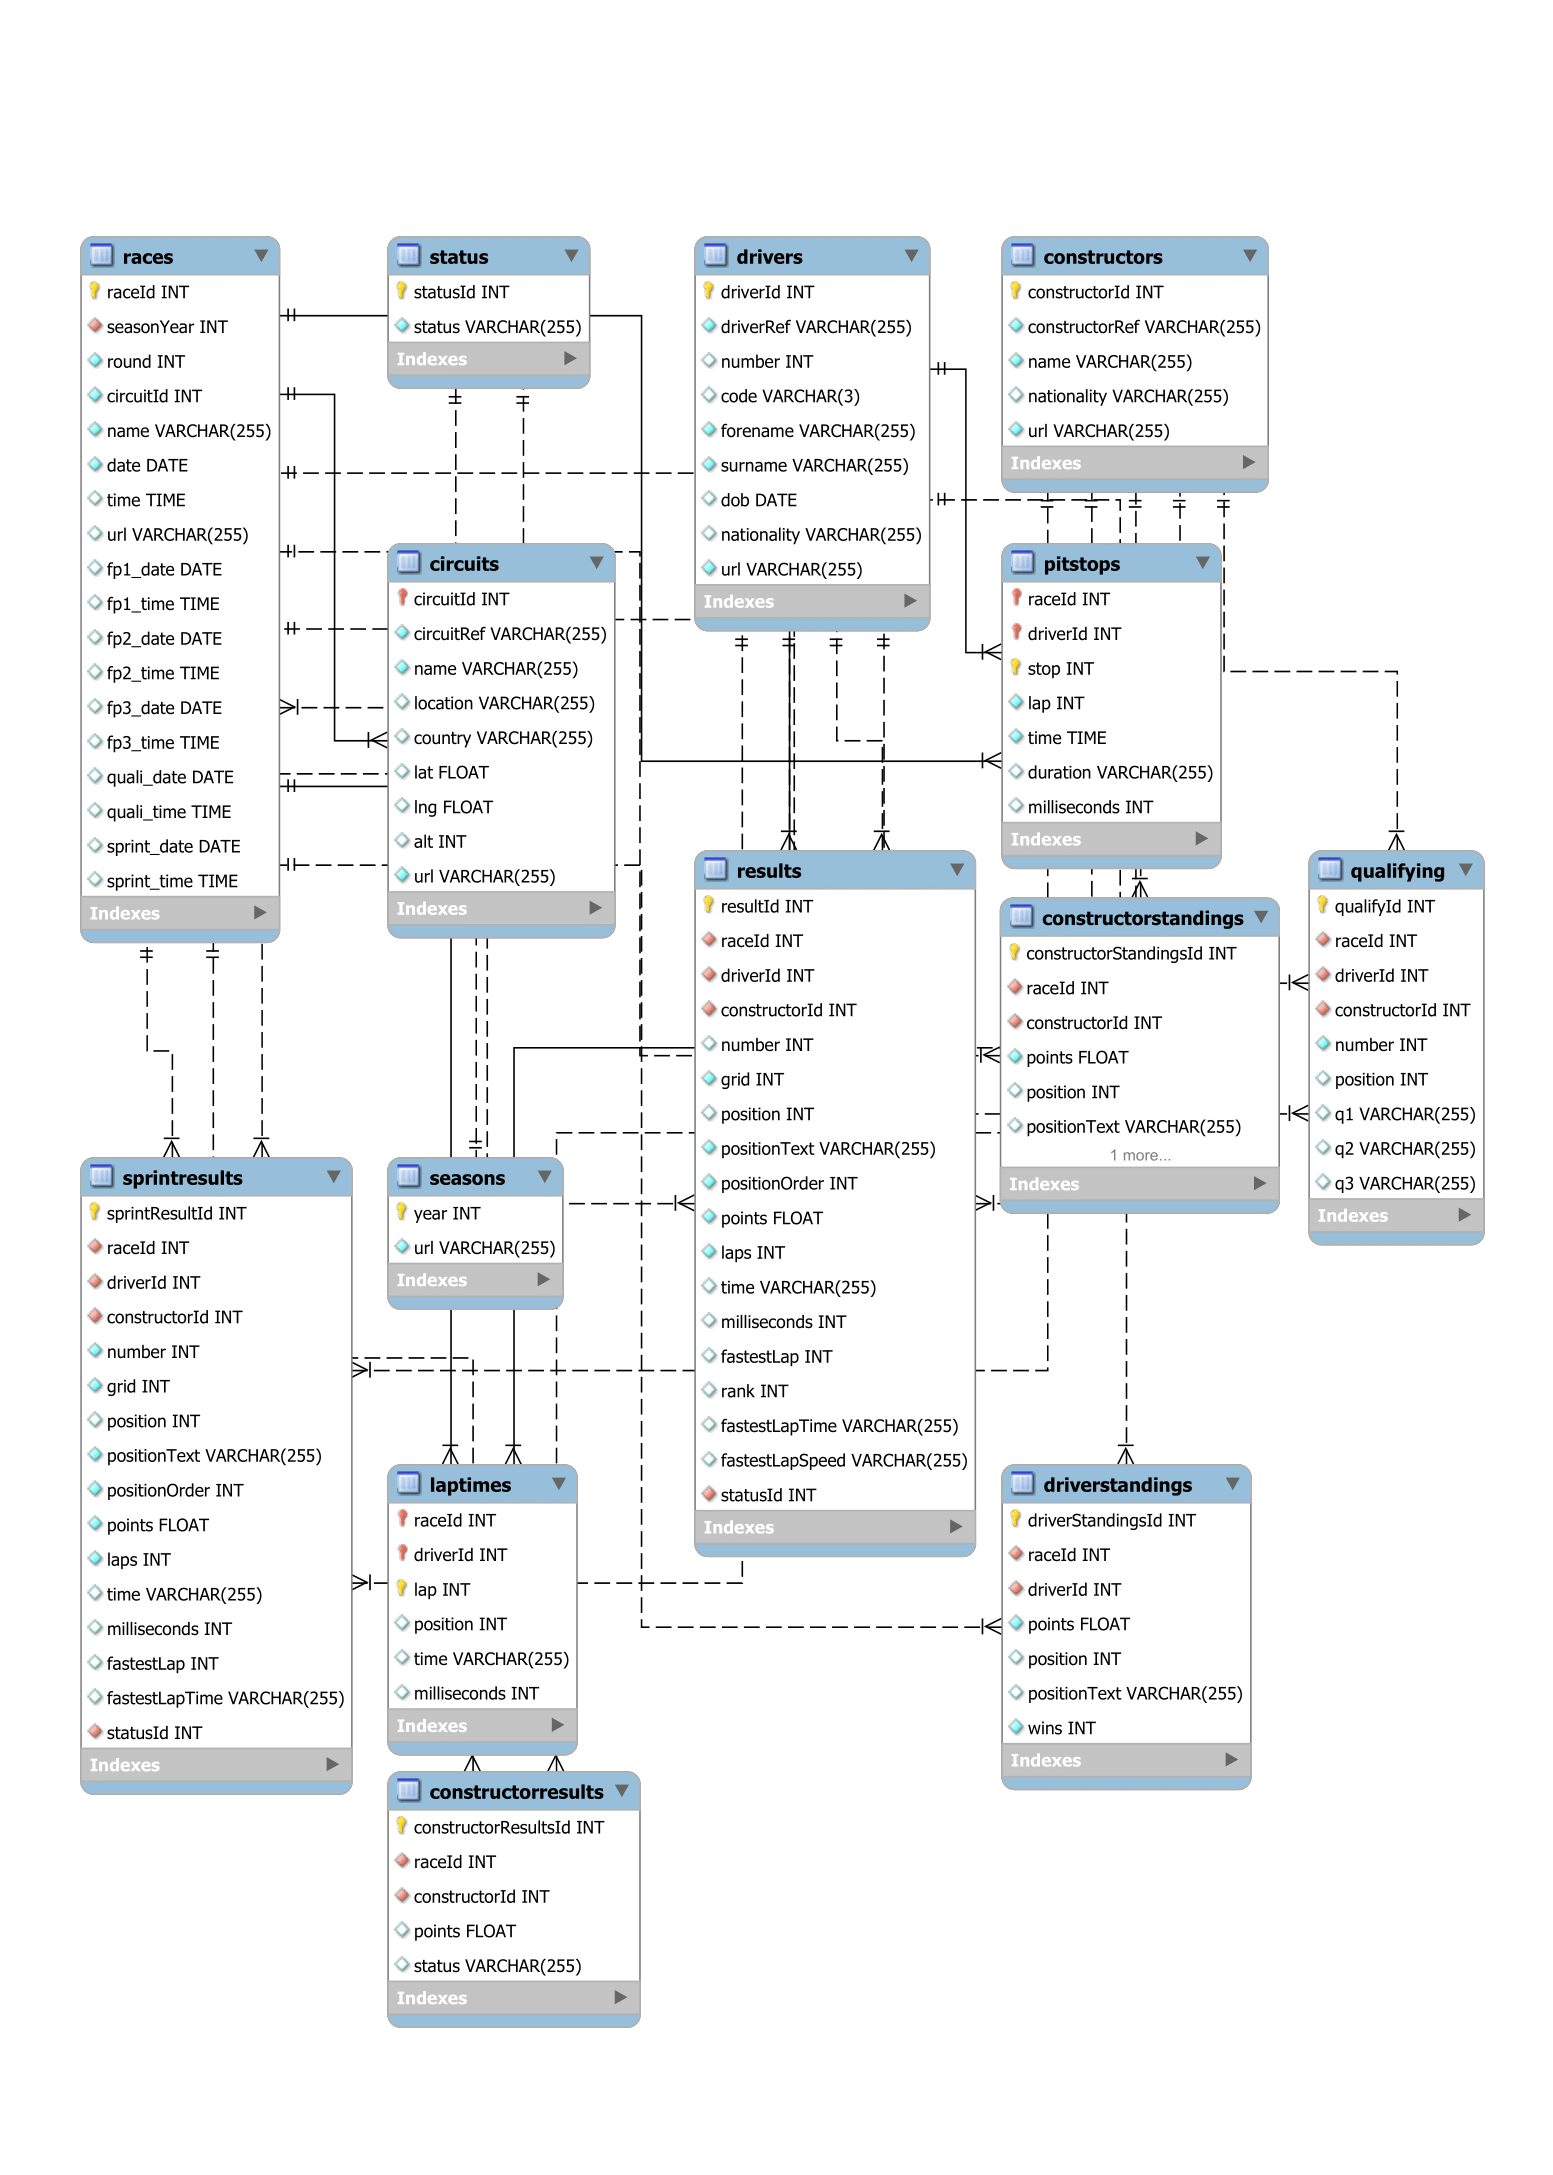 races
raceId INT
seasonYear INT
round INT
circuitId INT
name VARCHAR(255)
date DATE
time TIME
url VARCHAR(255)
fp1_date DATE
fp1_time TIME
fp2_date DATE
fp2_time TIME
fp3_date DATE
fp3_time TIME
quali_date DATE
quali_time TIME
sprint_date DATE
sprint_time TIME
Indexes
status
statusId INT
status VARCHAR(255)
Indexes
drivers
driverId INT
driverRef VARCHAR(255)
number INT
code VARCHAR(3)
forename VARCHAR(255)
surname VARCHAR(255)
dob DATE
nationality VARCHAR(255)
url VARCHAR(255)
Indexes
constructors
constructorId INT
constructorRef VARCHAR(255)
name VARCHAR(255)
nationality VARCHAR(255)
url VARCHAR(255)
Indexes
circuits
circuitId INT
circuitRef VARCHAR(255)
name VARCHAR(255)
location VARCHAR(255)
country VARCHAR(255)
lat FLOAT
lng FLOAT
alt INT
url VARCHAR(255)
Indexes
pitstops
raceId INT
driverId INT
stop INT
lap INT
time TIME
duration VARCHAR(255)
milliseconds INT
Indexes
results
resultId INT
raceId INT
driverId INT
constructorId INT
number INT
grid INT
position INT
positionText VARCHAR(255)
positionOrder INT
points FLOAT
laps INT
time VARCHAR(255)
milliseconds INT
fastestLap INT
rank INT
fastestLapTime VARCHAR(255)
fastestLapSpeed VARCHAR(255)
statusId INT
Indexes
constructorstandings
constructorStandingsId INT
raceId INT
constructorId INT
points FLOAT
position INT
positionText VARCHAR(255)
1 more...
Indexes
qualifying
qualifyId INT
raceId INT
driverId INT
constructorId INT
number INT
position INT
q1 VARCHAR(255)
q2 VARCHAR(255)
q3 VARCHAR(255)
Indexes
sprintresults
sprintResultId INT
raceId INT
driverId INT
constructorId INT
number INT
grid INT
position INT
positionText VARCHAR(255)
positionOrder INT
points FLOAT
laps INT
time VARCHAR(255)
milliseconds INT
fastestLap INT
fastestLapTime VARCHAR(255)
statusId INT
Indexes
seasons
year INT
url VARCHAR(255)
Indexes
laptimes
raceId INT
driverId INT
lap INT
position INT
time VARCHAR(255)
milliseconds INT
Indexes
driverstandings
driverStandingsId INT
raceId INT
driverId INT
points FLOAT
position INT
positionText VARCHAR(255)
wins INT
Indexes
constructorresults
constructorResultsId INT
raceId INT
constructorId INT
points FLOAT
status VARCHAR(255)
Indexes